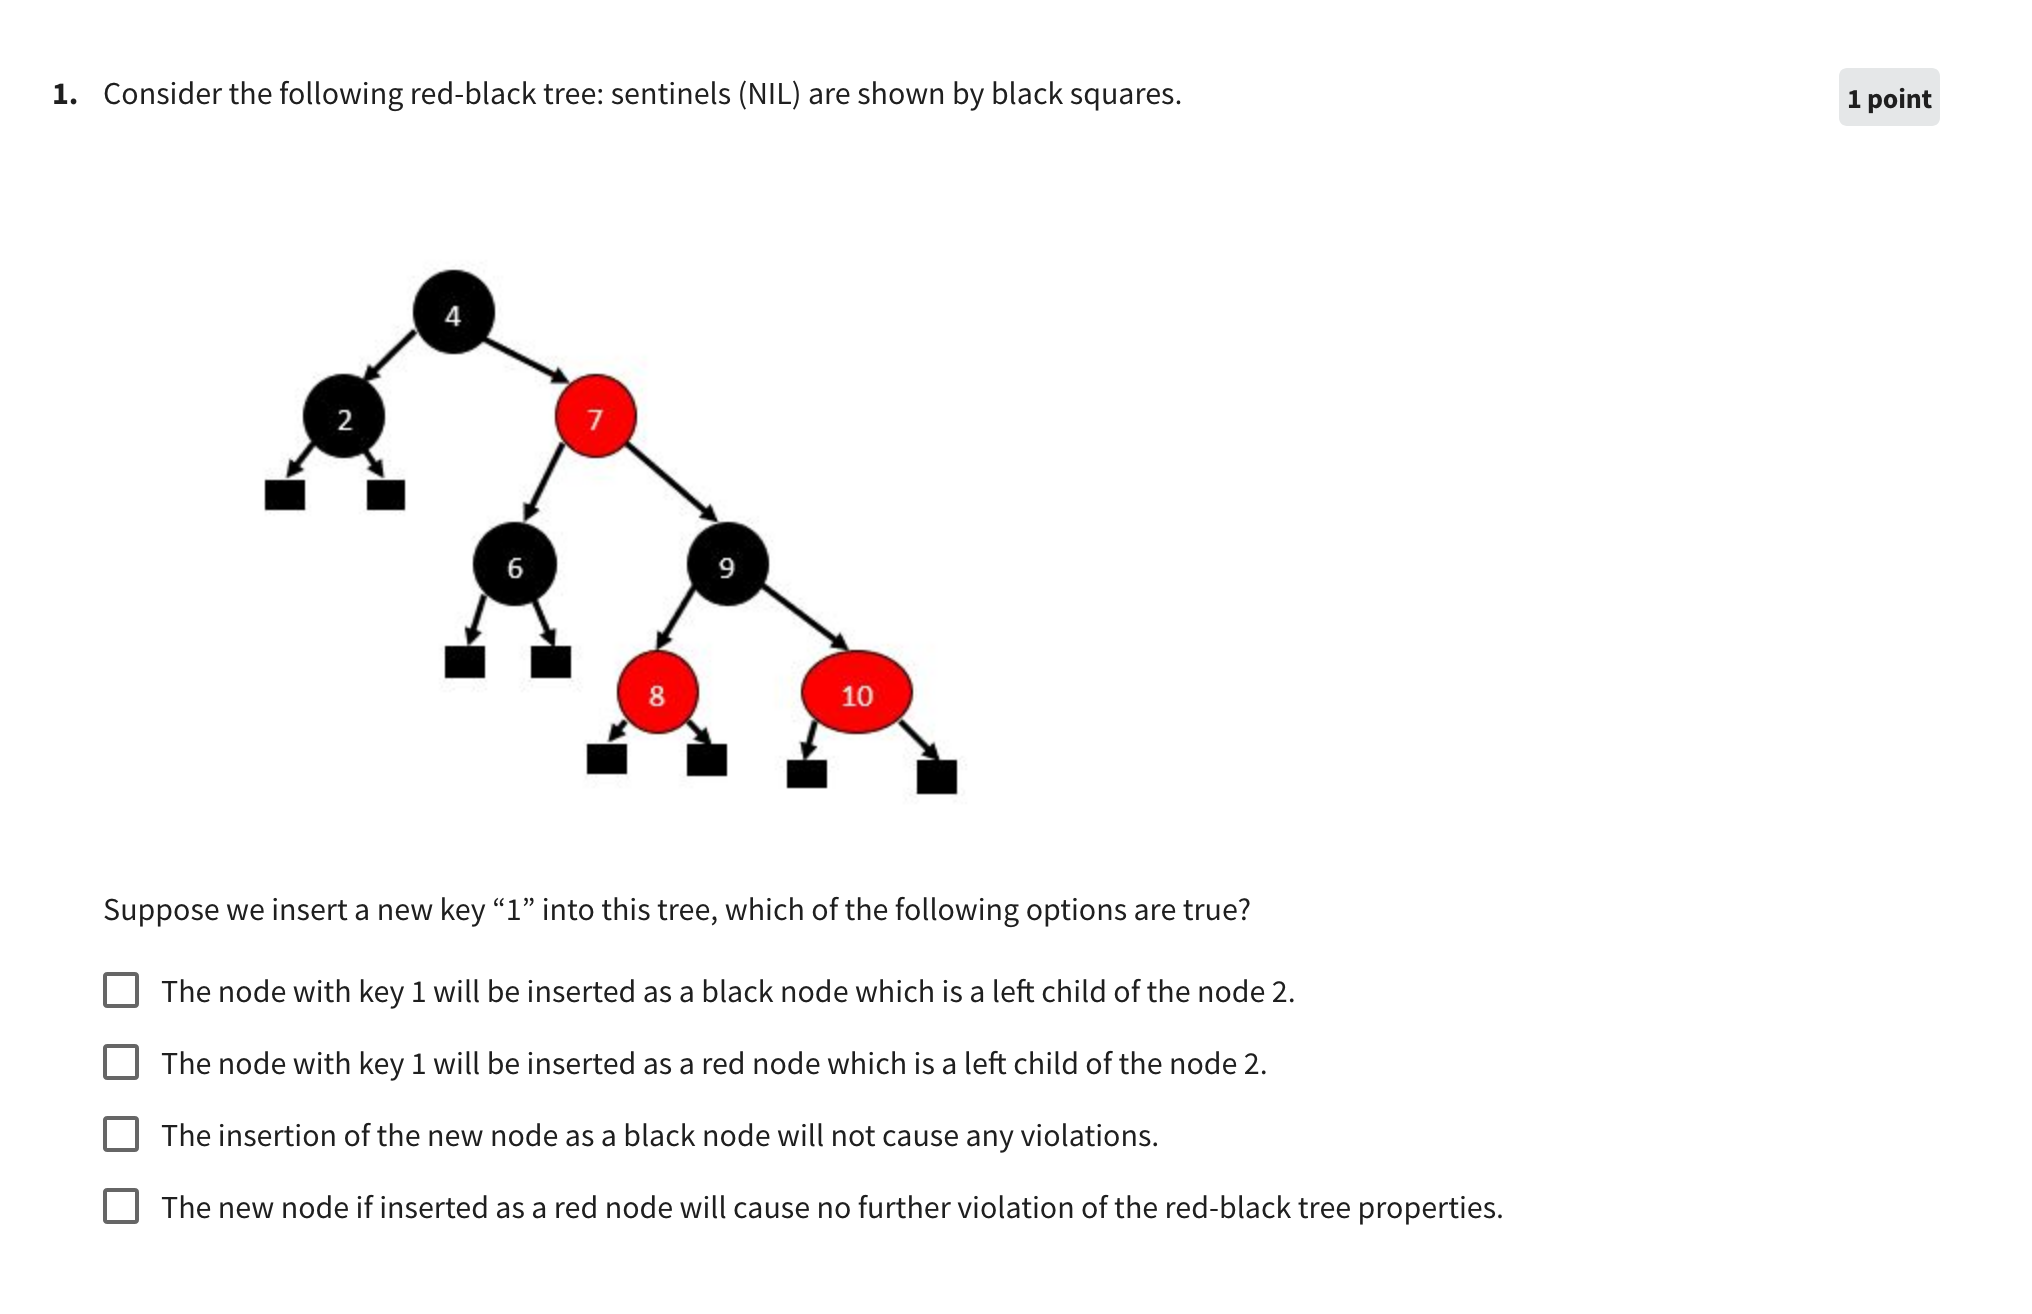 1. Consider the following red-black tree: sentinels (NIL) are shown by black squares.
1 point
4
2
7
6
9
8
10
Suppose we insert a new key “1” into this tree, which of the following options are true?
The node with key 1 will be inserted as a black node which is a left child of the node 2.
The node with key 1 will be inserted as a red node which is a left child of the node 2.
The insertion of the new node as a black node will not cause any violations.
The new node if inserted as a red node will cause no further violation of the red-black tree properties.